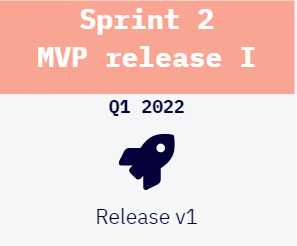 Sprint 2
MVP release I
Q1 2022
Release v1